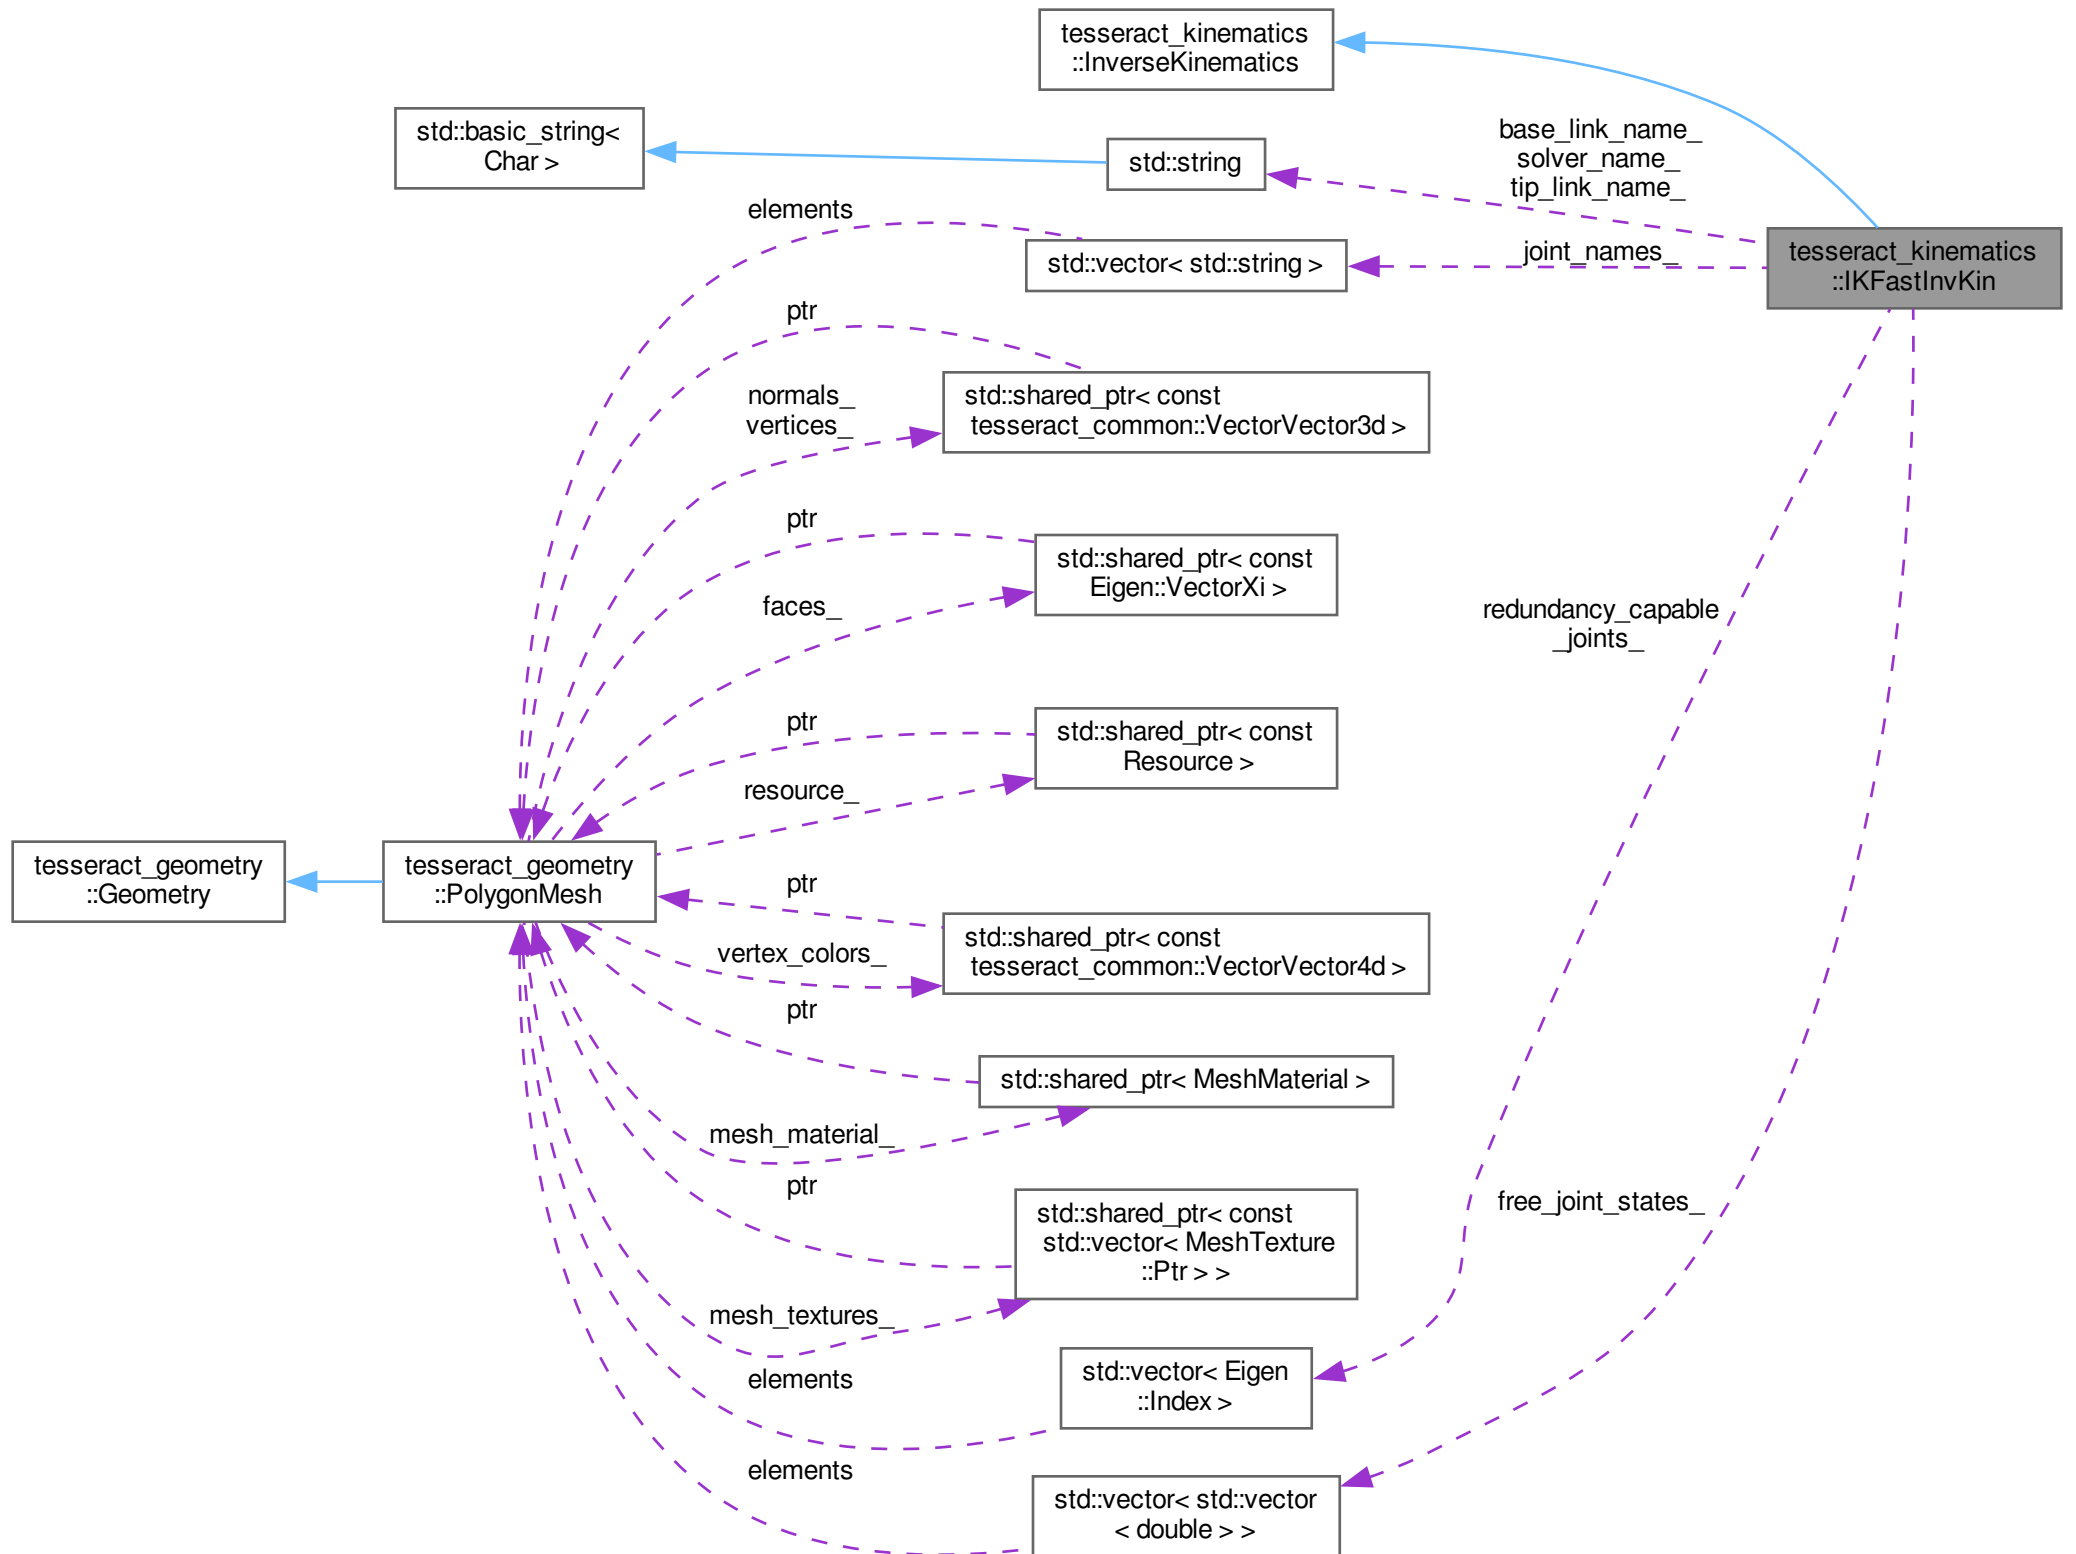 tesseract_kinematics
::InverseKinematics
std::basic_string<
Char >
std::string
base_link_name_
solver_name_
tip_link_name_
elements
std::vector< std::string >
joint_names_
tesseract_kinematics
::IKFastInvKin
ptr
normals_
vertices_
std::shared_ptr< const
tesseract_common::VectorVector3d >
ptr
std::shared_ptr< const
Eigen::VectorXi >
faces_
redundancy_capable
_joints_
ptr
std::shared_ptr< const
Resource >
resource_
tesseract_geometry
::Geometry
tesseract_geometry
::PolygonMesh
ptr
std::shared_ptr< const
tesseract_common::VectorVector4d >
vertex_colors_
ptr
std::shared_ptr< MeshMaterial >
mesh_material_
ptr
std::shared_ptr< const
std::vector< MeshTexture
::Ptr > >
free_joint_states_
mesh_textures_
elements
std::vector< Eigen
::Index >
elements
std::vector< std::vector
< double > >